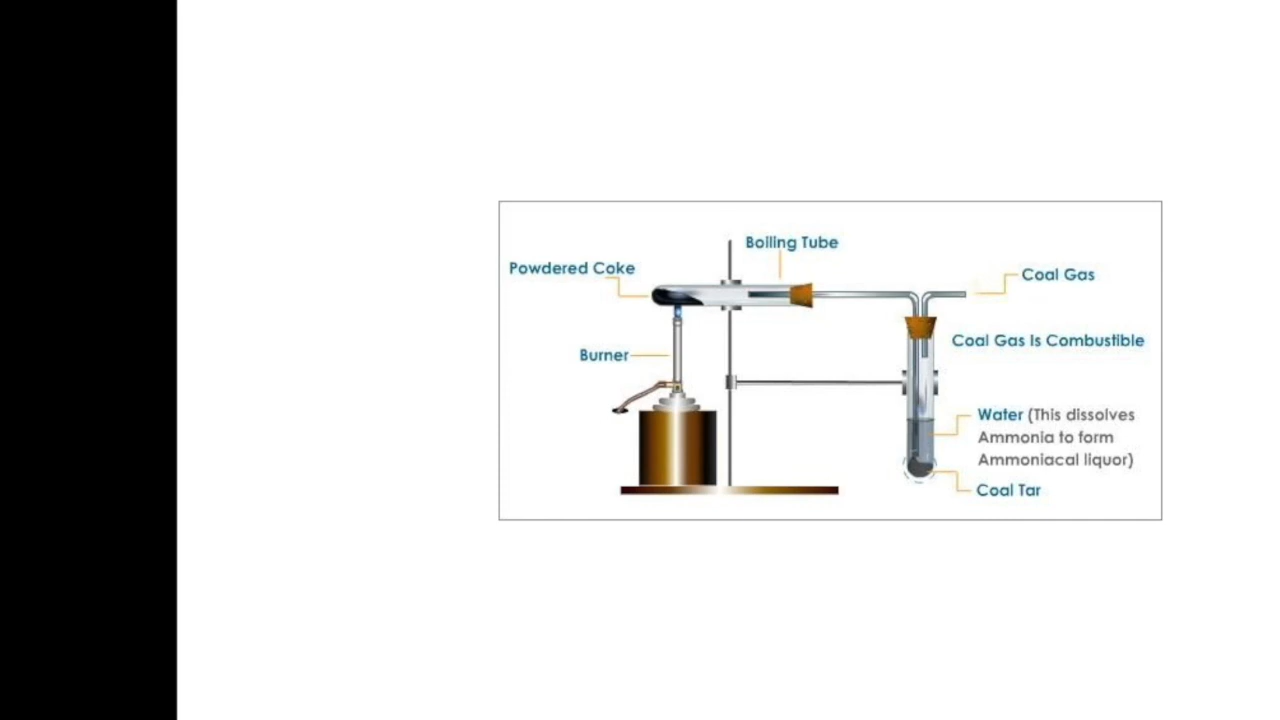 Boiling Tube
Powdered Coke
Coal Gas
Coal Gas Is Combustible
Burner
Water (This dissolves
Ammonia to form
Ammoniacal liquor)
Coal Tar